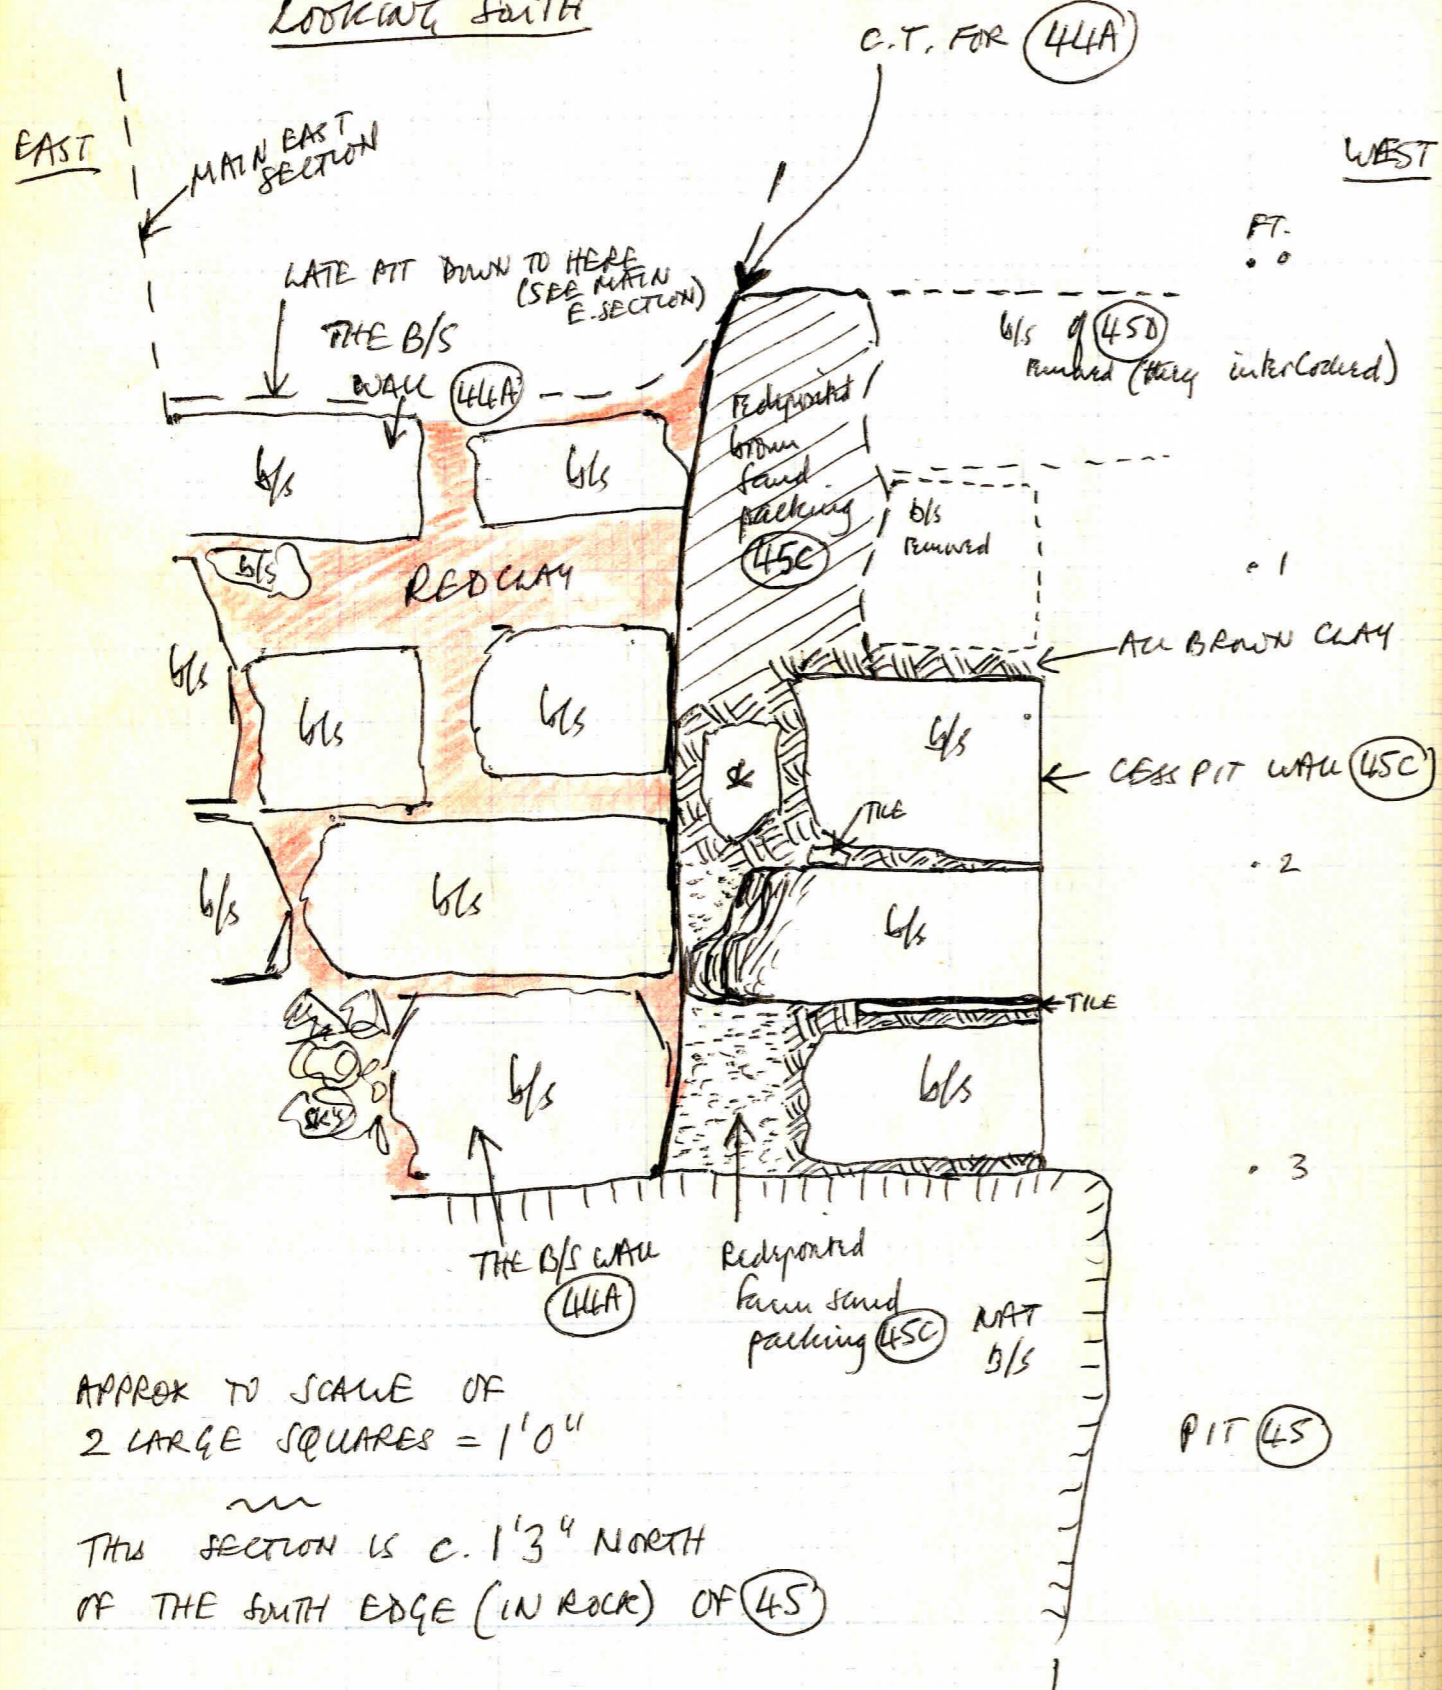 LOOKING SOUTH
C.T. FOR 44A
EAST
MAIN EAST
SECTION
WEST
FT.
0
LATE PIT DOWN TO HERE
(SEE MAIN
E. SECTION)
THE B/S
WALL 44A
b/s of 45D
removed (they interlocked)
b/s
b/s
redeposited
brown
sand
packing
45C
b/s
removed
b/s
RED CLAY
1
ALL BROWN CLAY
b/s
b/s
b/s
b/s
sk
CESS PIT WALL 45C
TILE
2
b/s
b/s
b/s
TILE
b/s
b/s
sk's
3
THE B/S WALL
44A
Redeposited
sand
packing 45C
NAT
B/S
APPROX TO SCALE OF
2 LARGE SQUARES = 1'0"
PIT 45
THIS SECTION IS c. 1'3" NORTH
OF THE SOUTH EDGE (IN ROCK) OF 45